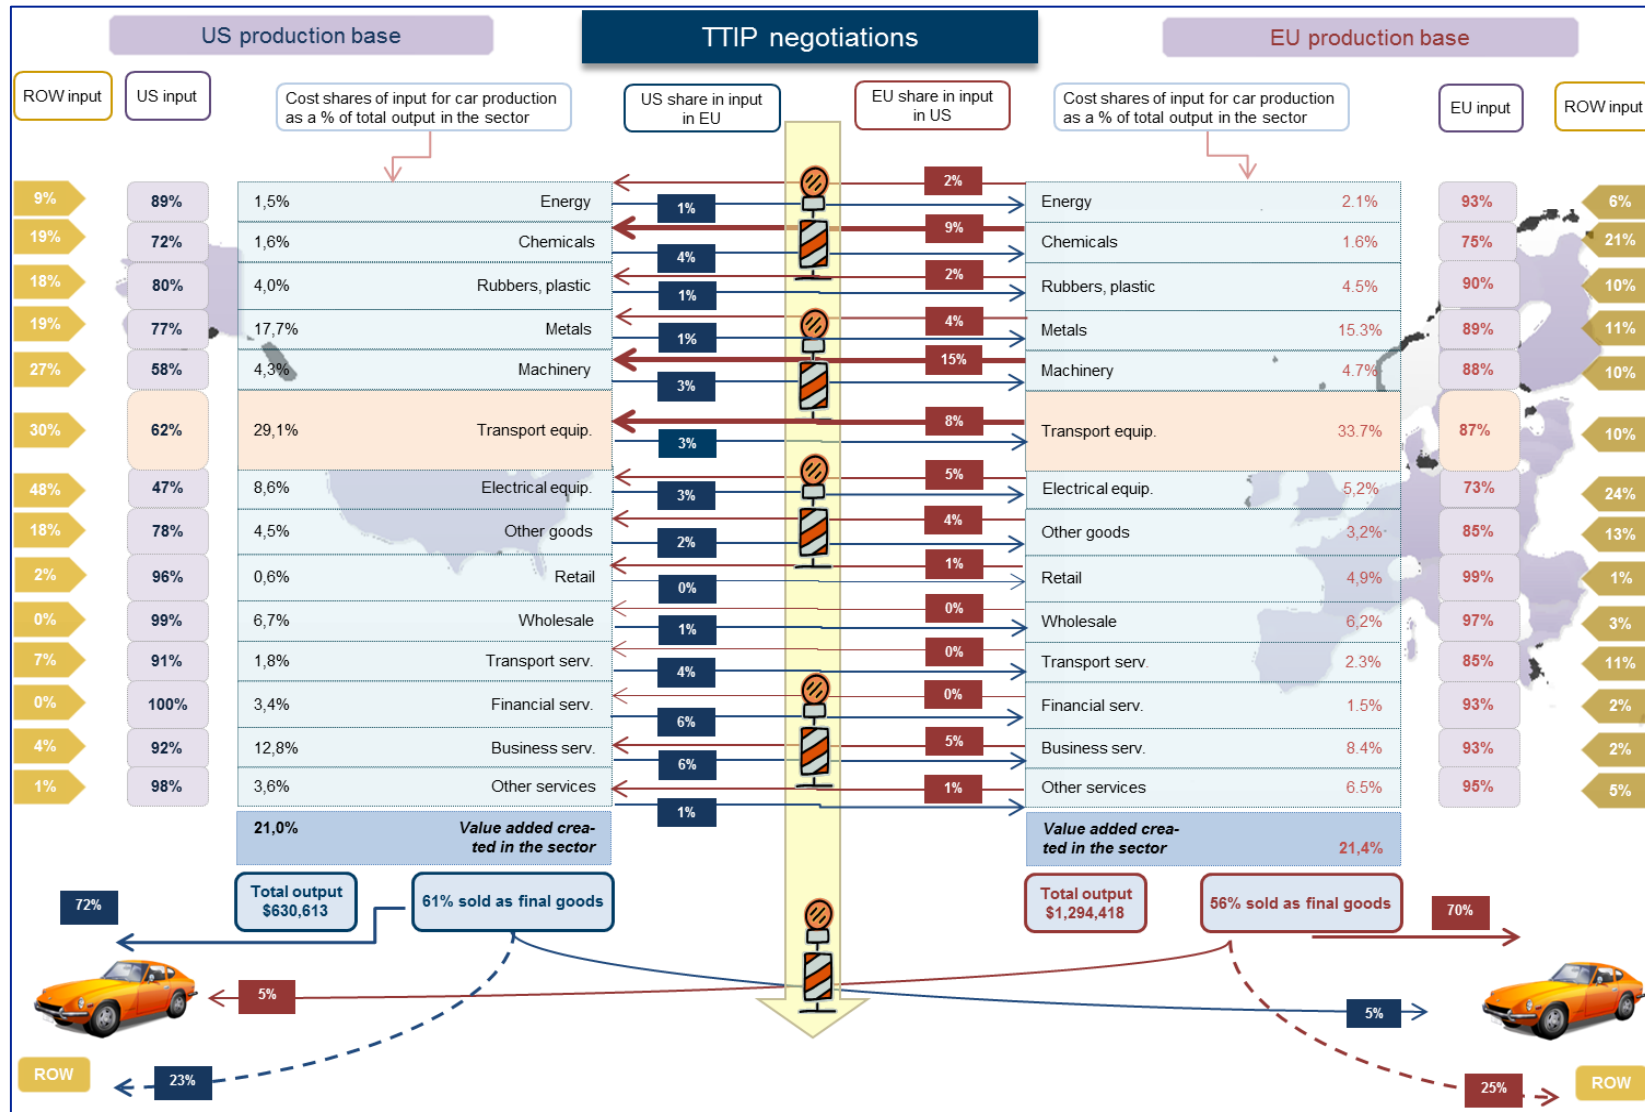 US production base
TTIP negotiations
EU production base
ROW input
US input
Cost shares of input for car production
as a % of total output in the sector
US share in input
in EU
EU share in input
in US
Cost shares of input for car production
as a % of total output in the sector
EU input
ROW input
9% 89% 1,5% Energy 1% 2% Energy 2.1% 93% 6%
19% 72% 1,6% Chemicals 4% 9% Chemicals 1.6% 75% 21%
18% 80% 4,0% Rubbers, plastic 1% 2% Rubbers, plastic 4.5% 90% 10%
19% 77% 17,7% Metals 1% 4% Metals 15.3% 89% 11%
27% 58% 4,3% Machinery 3% 15% Machinery 4.7% 88% 10%
30% 62% 29,1% Transport equip. 3% 8% Transport equip. 33.7% 87% 10%
48% 47% 8,6% Electrical equip. 3% 5% Electrical equip. 5,2% 73% 24%
18% 78% 4,5% Other goods 2% 4% Other goods 3,2% 85% 13%
2% 96% 0,6% Retail 0% 1% Retail 4,9% 99% 1%
0% 99% 6,7% Wholesale 1% 0% Wholesale 6,2% 97% 3%
7% 91% 1,8% Transport serv. 4% 0% Transport serv. 2.3% 85% 11%
0% 100% 3,4% Financial serv. 6% 0% Financial serv. 1.5% 93% 2%
4% 92% 12,8% Business serv. 6% 5% Business serv. 8.4% 93% 2%
1% 98% 3,6% Other services 1% 1% Other services 6.5% 95% 5%
21,0% Value added crea-
ted in the sector
Value added crea-
ted in the sector 21,4%
Total output
$630,613
61% sold as final goods
Total output
$1,294,418
56% sold as final goods
72%
70%
5%
5%
ROW
23%
25%
ROW